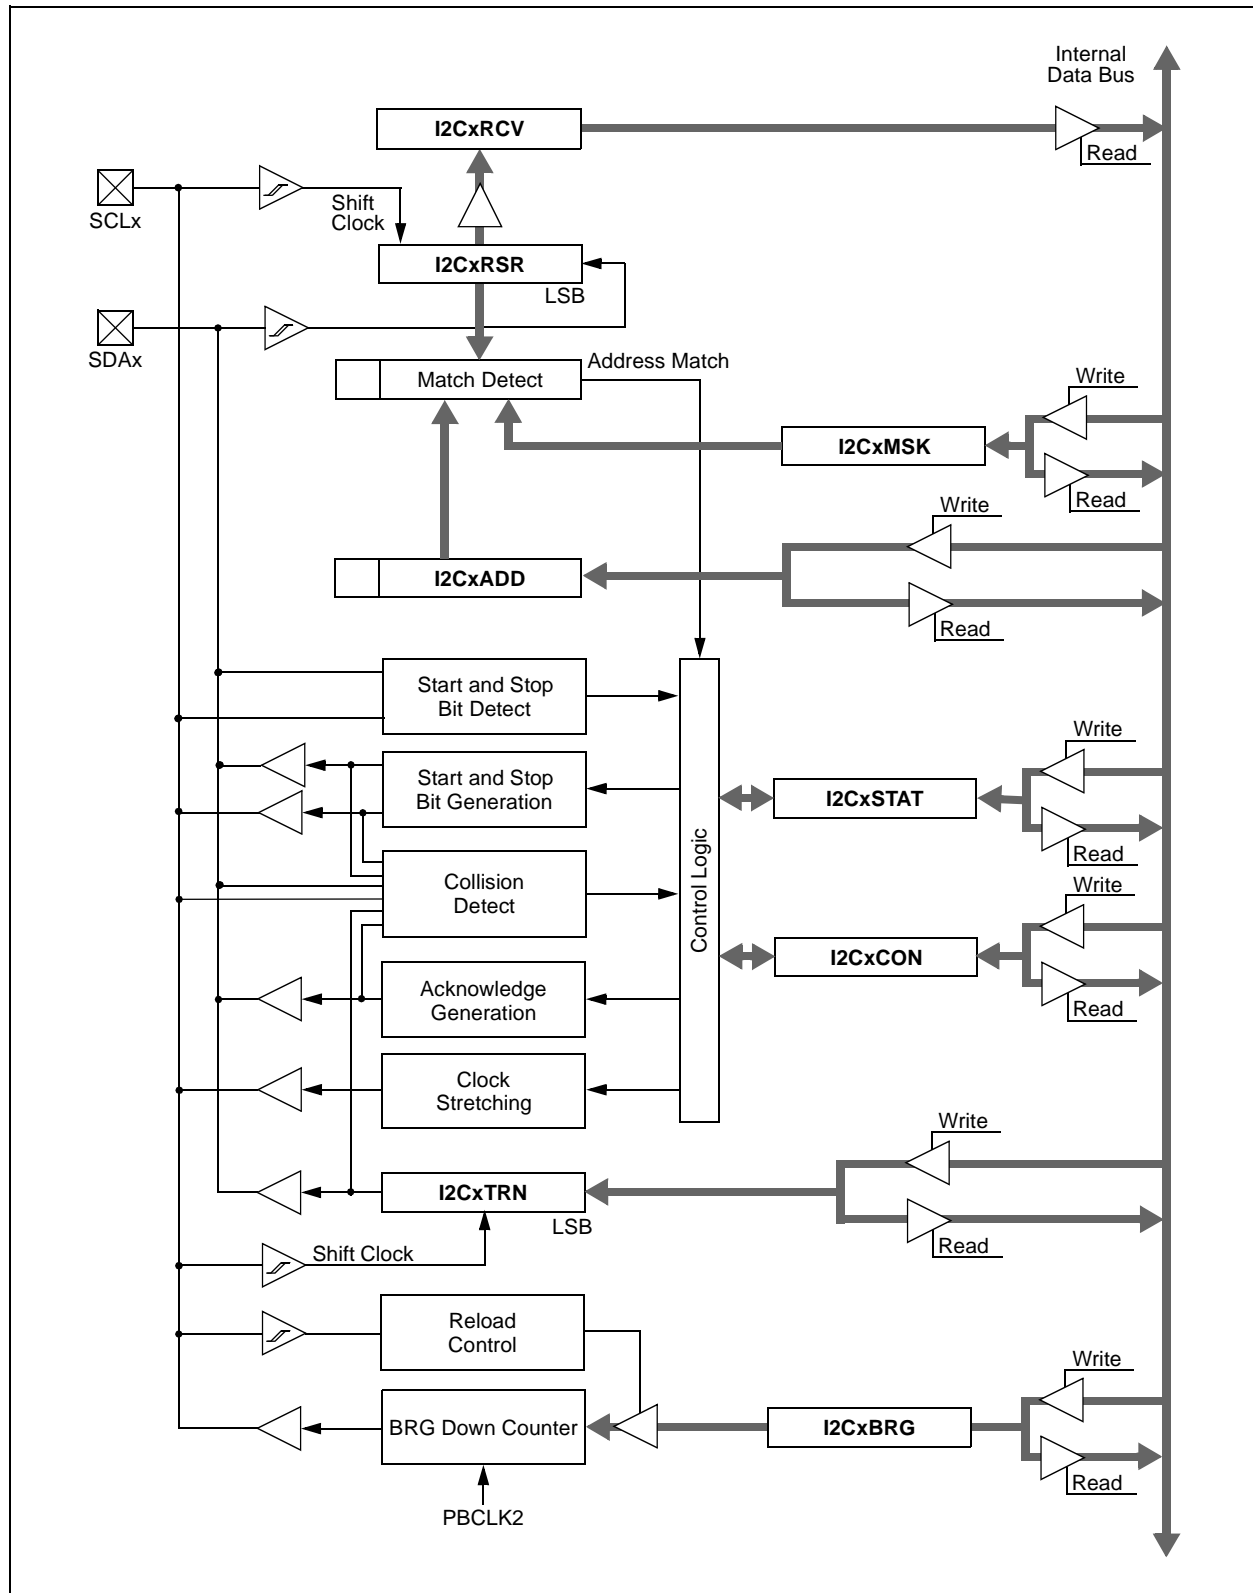 Internal
Data Bus
I2CxRCV
Read
SCLx
Shift
Clock
I2CxRSR
LSB
SDAx
Address Match
Match Detect
Write
I2CxMSK
Read
Write
I2CxADD
Read
Start and Stop
Bit Detect
Write
Start and Stop
Bit Generation
I2CxSTAT
Read
Control Logic
Collision
Detect
Write
I2CxCON
Acknowledge
Generation
Read
Clock
Stretching
Write
I2CxTRN
LSB
Read
Shift Clock
Reload
Control
Write
BRG Down Counter
I2CxBRG
Read
PBCLK2